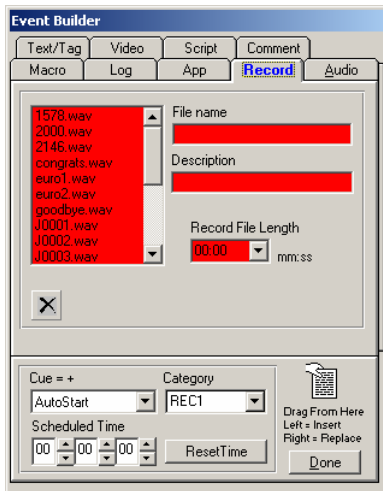 Event Builder
Text/Tag Video Script Comment
Macro Log App Record Audio
1578.wav
2000.wav
2146.wav
congrats.wav
euro1.wav
euro2.wav
goodbye.wav
J0001.wav
J0002.wav
J0003.wav
File name
Description
Record File Length
00:00 mm:ss
Cue = +
AutoStart
Category
REC1
Scheduled Time
00 00 00
ResetTime
Drag From Here
Left = Insert
Right = Replace
Done